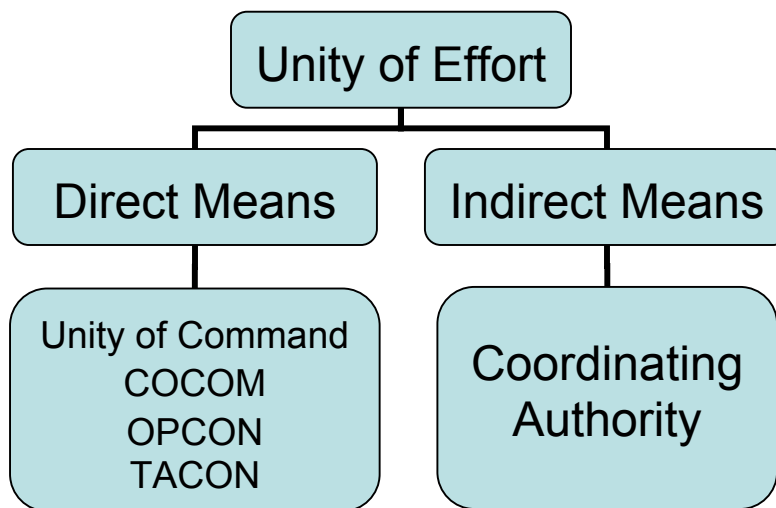 Unity of Effort
Direct Means
Indirect Means
Unity of Command
COCOM
OPCON
TACON
Coordinating
Authority